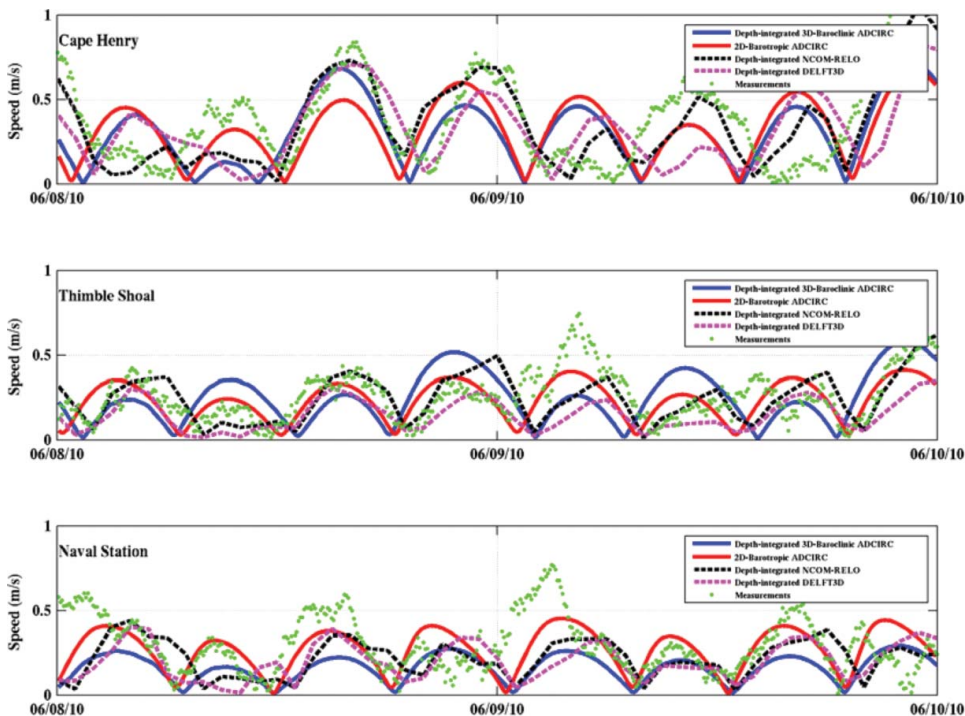 1
Cape Henry
Depth-integrated 3D-Baroclinic ADCIRC
2D-Barotropic ADCIRC
Depth-integrated NCOM-RELO
Depth-integrated DELFT3D
Measurements
Speed (m/s)
0.5
0
06/08/10
06/09/10
06/10/10
1
Thimble Shoal
Depth-integrated 3D-Baroclinic ADCIRC
2D-Barotropic ADCIRC
Depth-integrated NCOM-RELO
Depth-integrated DELFT3D
Measurements
Speed (m/s)
0.5
0
06/08/10
06/09/10
06/10/10
1
Naval Station
Depth-integrated 3D-Baroclinic ADCIRC
2D-Barotropic ADCIRC
Depth-integrated NCOM-RELO
Depth-integrated DELFT3D
Measurements
Speed (m/s)
0.5
0
06/08/10
06/09/10
06/10/10